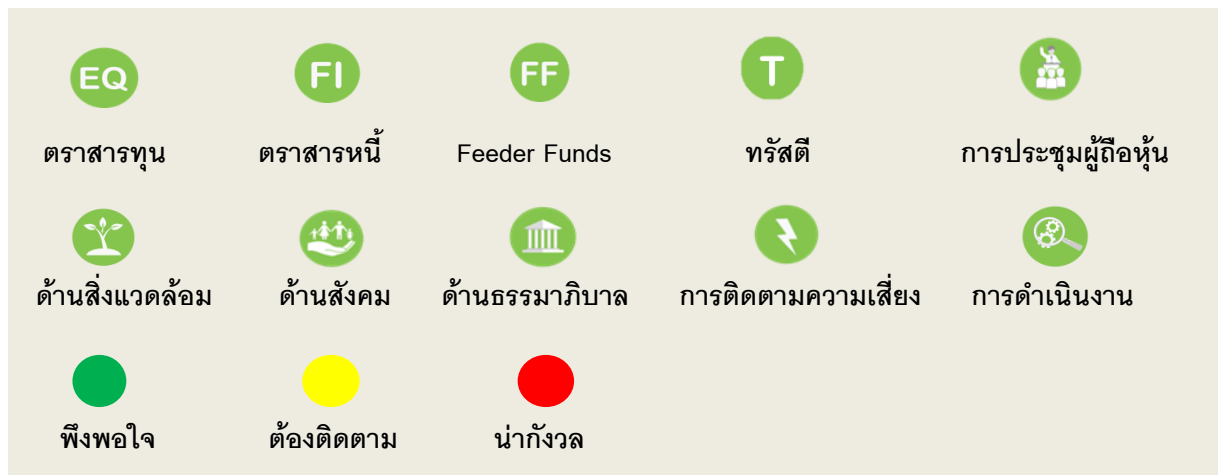 EQ FI FF T
ตราสารทุน ตราสารหนี้ Feeder Funds ทรัสตี การประชุมผู้ถือหุ้น
ด้านสิ่งแวดล้อม ด้านสังคม ด้านธรรมาภิบาล การติดตามความเสี่ยง การดำเนินงาน
พึงพอใจ ต้องติดตาม น่ากังวล